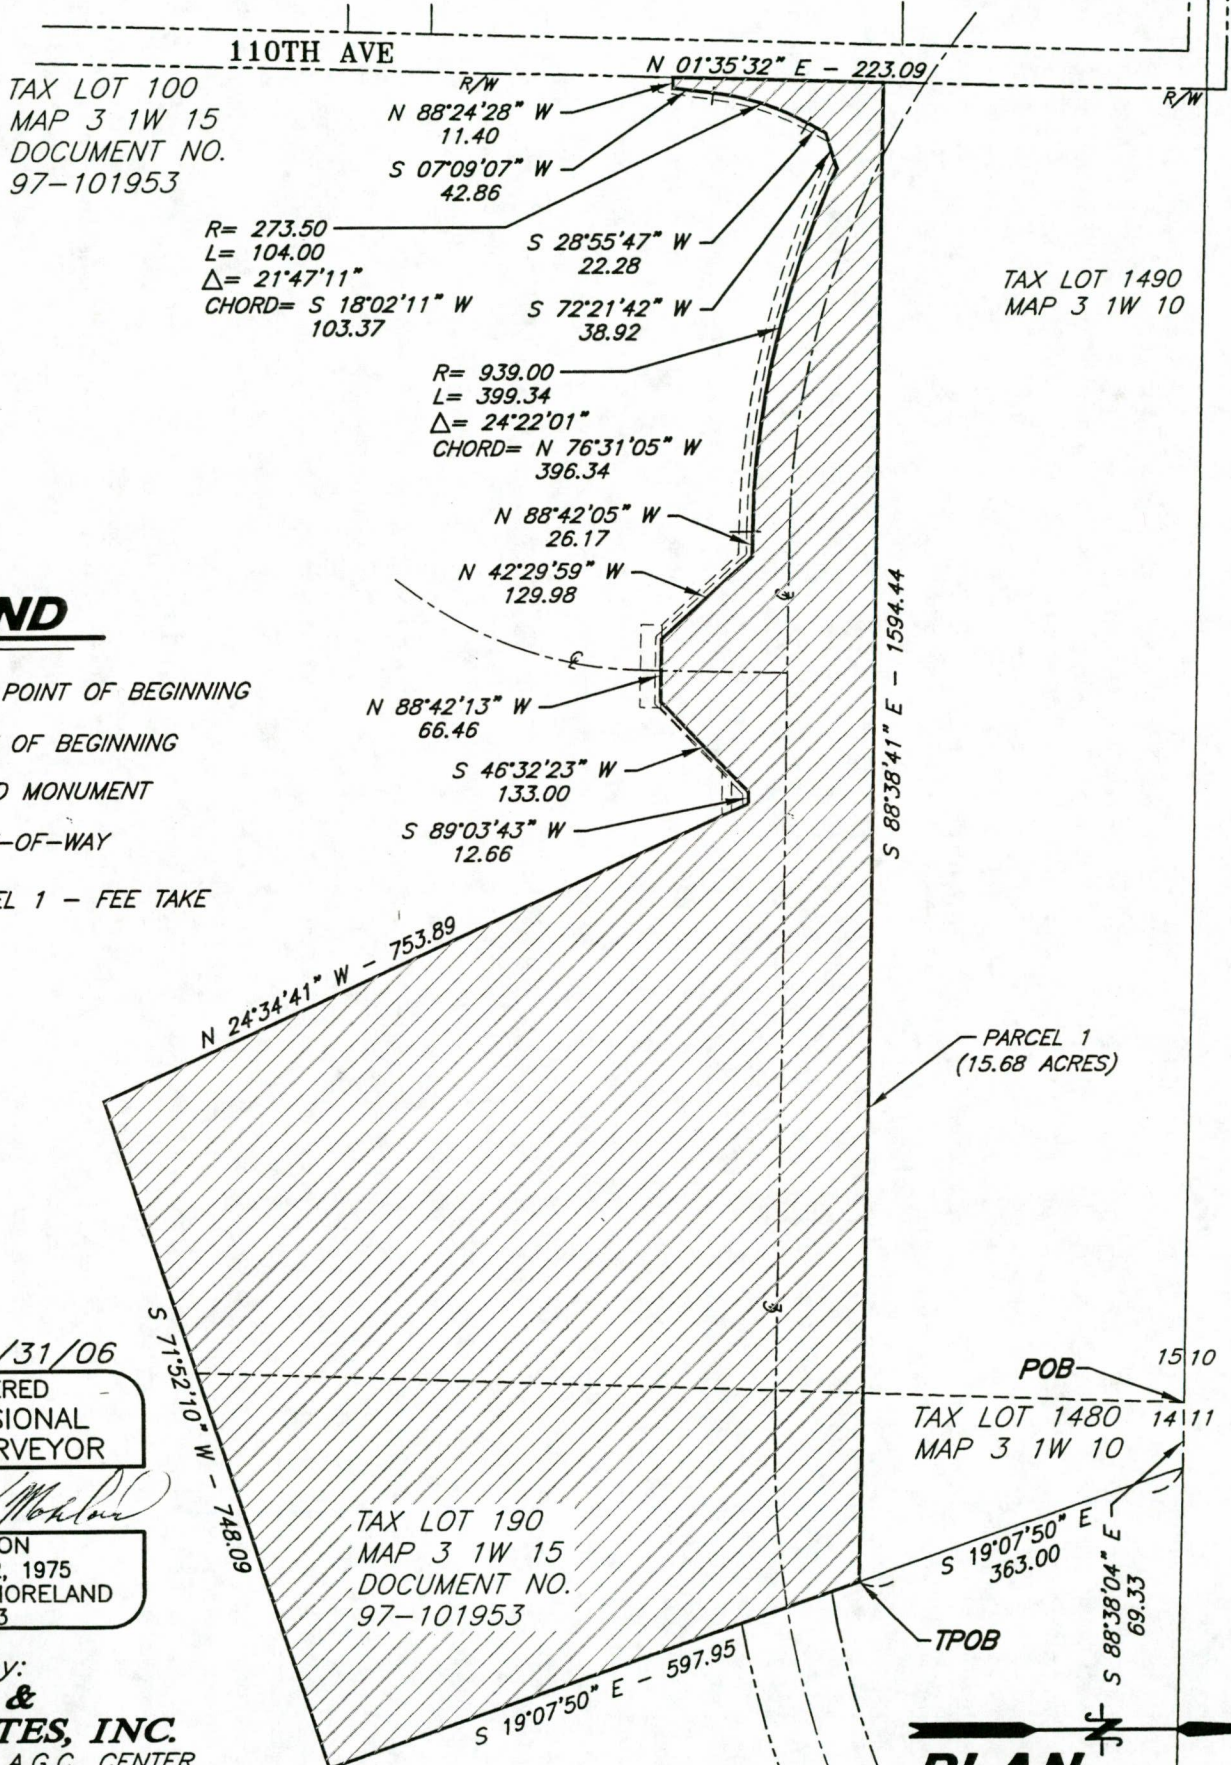 110TH AVE
TAX LOT 100
MAP 3 1W 15
DOCUMENT NO.
97-101953
N 01°35'32" E - 223.09
R/W
R/W
N 88°24'28" W
11.40
S 07°09'07" W
42.86
R= 273.50
L= 104.00
Δ= 21°47'11"
CHORD= S 18°02'11" W
103.37
S 28°55'47" W
22.28
S 72°21'42" W
38.92
TAX LOT 1490
MAP 3 1W 10
R= 939.00
L= 399.34
Δ= 24°22'01"
CHORD= N 76°31'05" W
396.34
N 88°42'05" W
26.17
N 42°29'59" W
129.98
S 88°38'41" E - 1594.44
ND
POINT OF BEGINNING
OF BEGINNING
MONUMENT
-OF-WAY
EL 1 - FEE TAKE
N 88°42'13" W
66.46
S 46°32'23" W
133.00
S 89°03'43" W
12.66
N 24°34'41" W - 753.89
PARCEL 1
(15.68 ACRES)
S 71°52'10" W - 748.09
/31/06
ERED
SIONAL
RVEYOR
ON
2, 1975
MORELAND
3
y:
&
TES, INC.
A.G.C. CENTER
POB
15 10
14 11
TAX LOT 1480
MAP 3 1W 10
TAX LOT 190
MAP 3 1W 15
DOCUMENT NO.
97-101953
S 19°07'50" E
363.00
S 88°38'04" E
69.33
TPOB
S 19°07'50" E - 597.95
PLAN